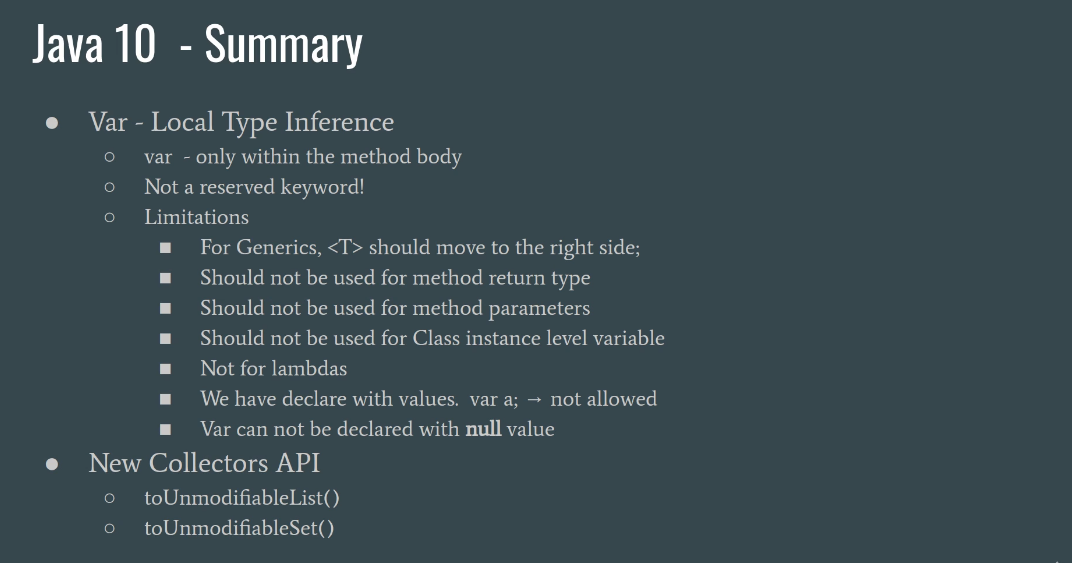 Java 10 - Summary
● Var - Local Type Inference
○ var - only within the method body
○ Not a reserved keyword!
○ Limitations
■ For Generics, <T> should move to the right side;
■ Should not be used for method return type
■ Should not be used for method parameters
■ Should not be used for Class instance level variable
■ Not for lambdas
■ We have declare with values. var a; → not allowed
■ Var can not be declared with null value
● New Collectors API
○ toUnmodifiableList()
○ toUnmodifiableSet()